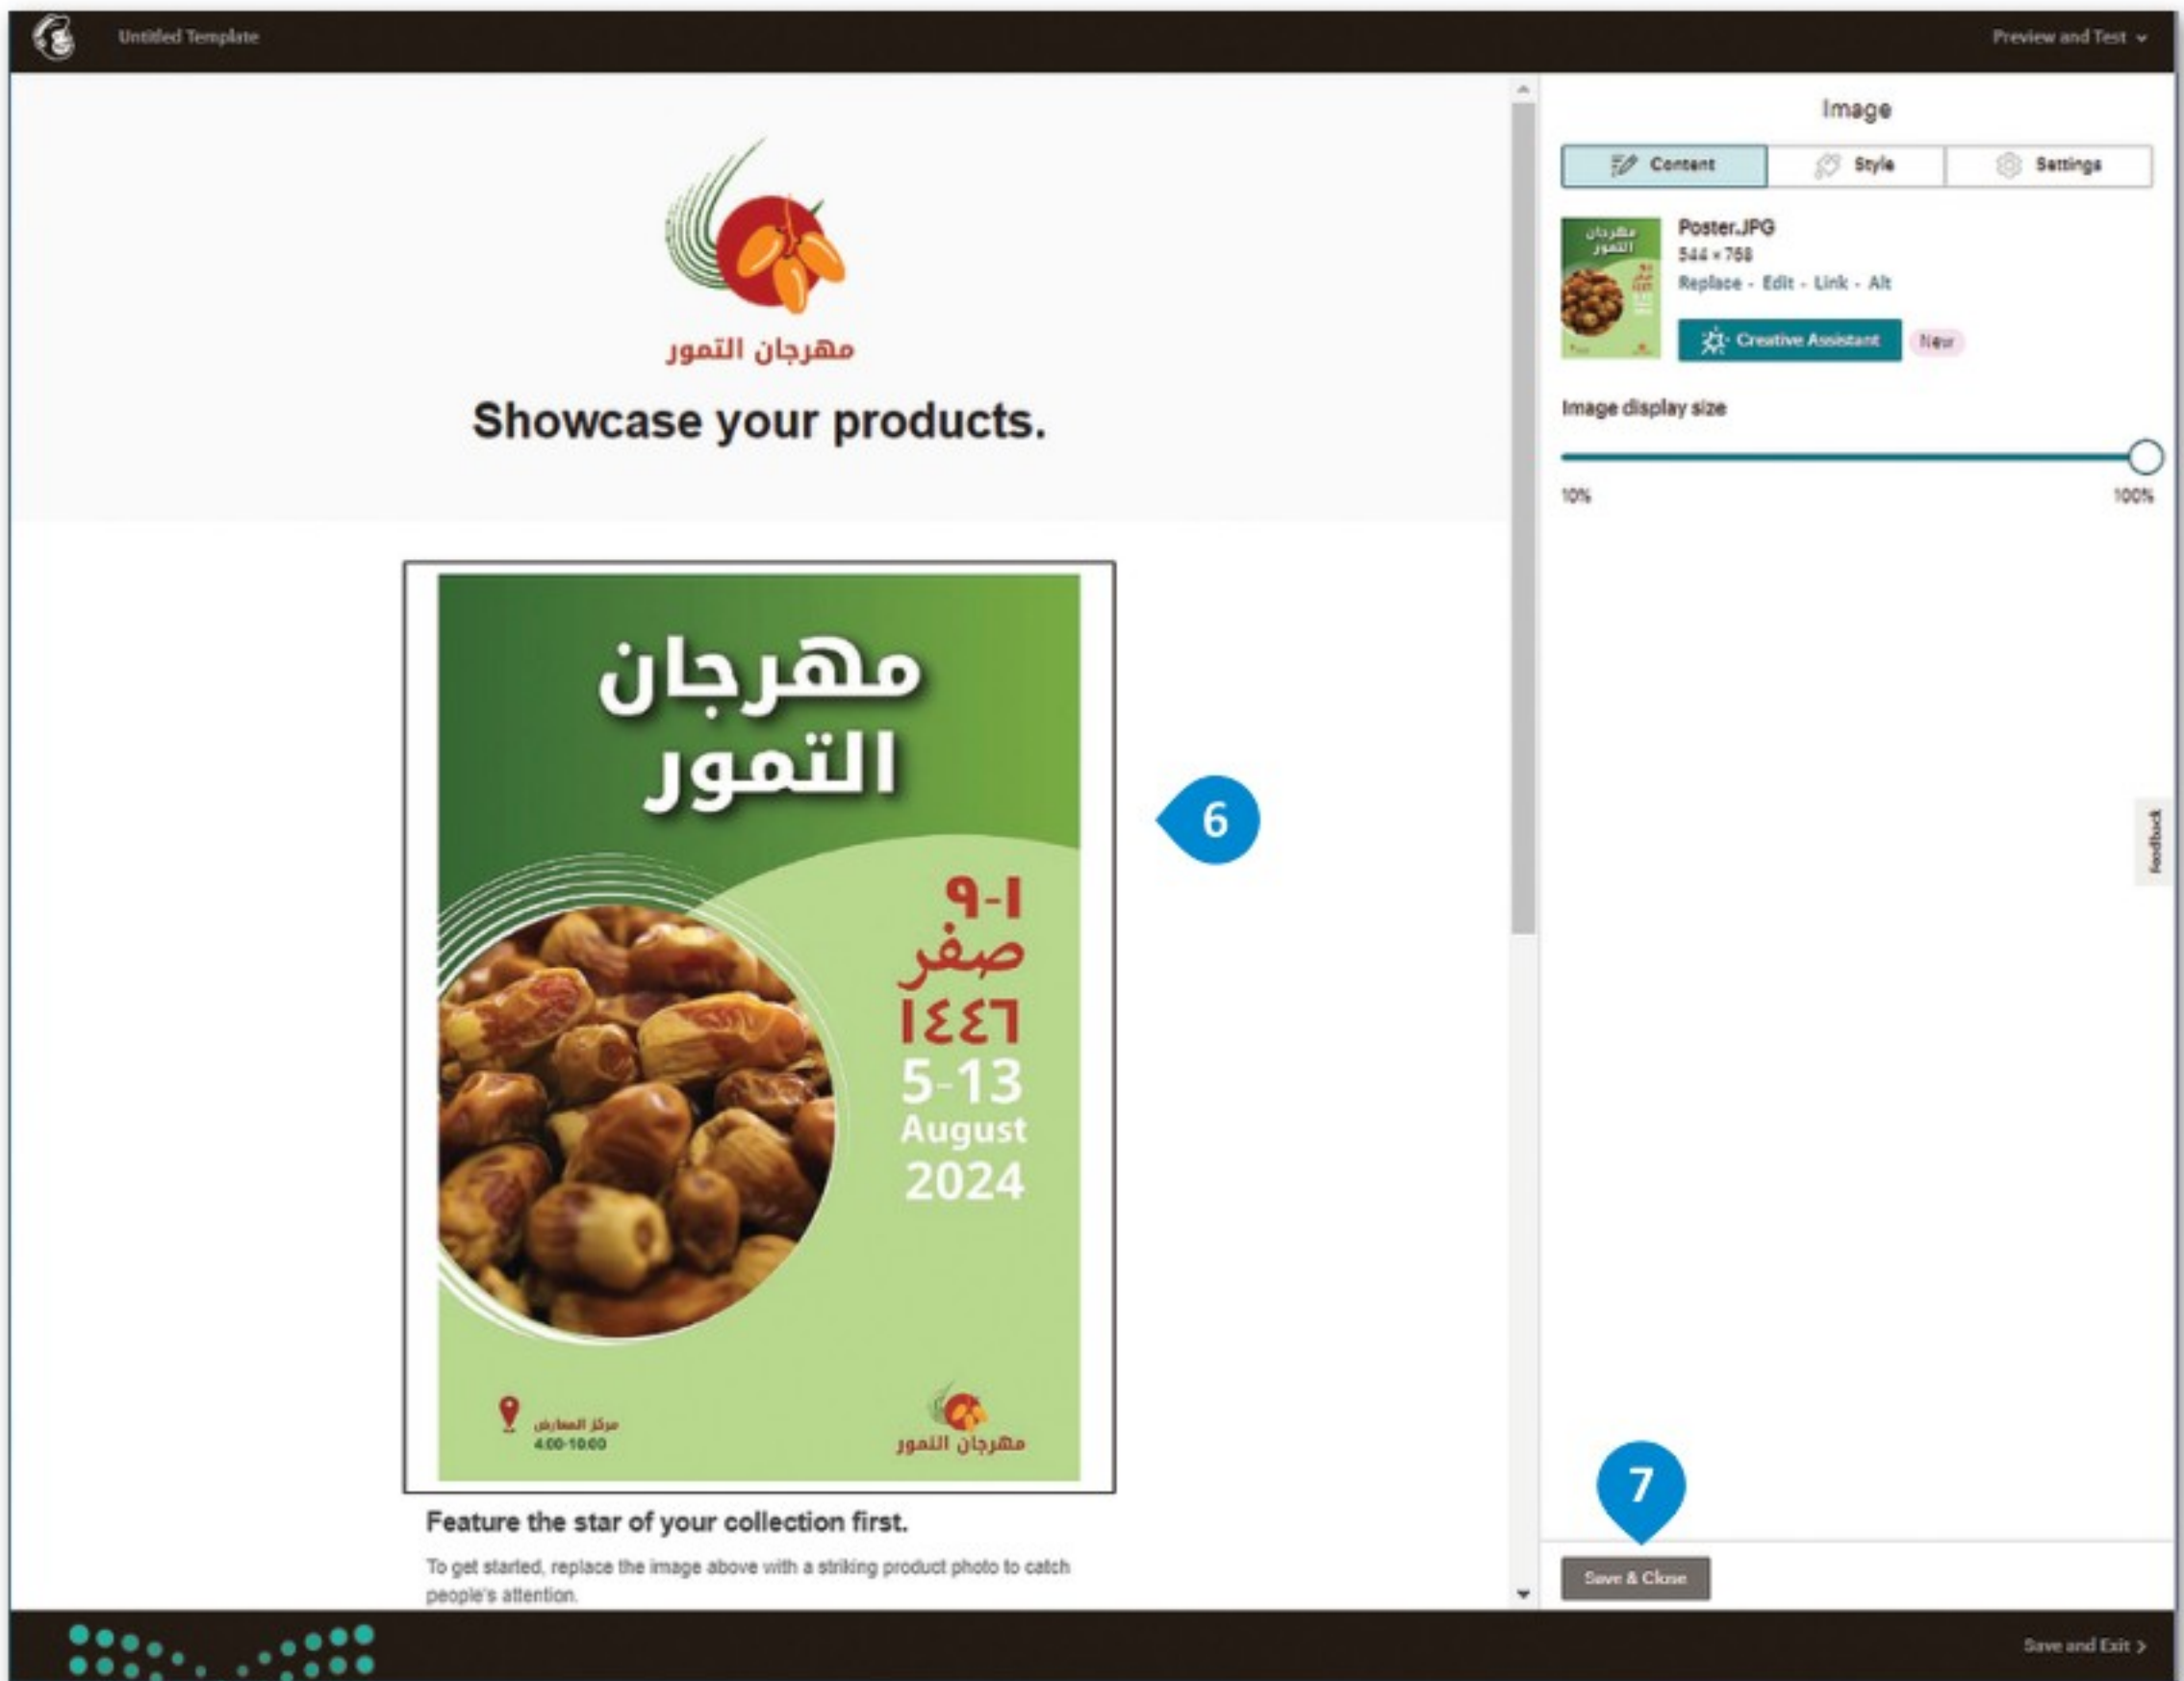 Untitled Template
Preview and Test
مهرجان التمور
Showcase your products.
مهرجان
التمور
١-٩
صفر
١٤٤٦
5-13
August
2024
مركز المعارض
4:00-10:00
مهرجان التمور
6
Feature the star of your collection first.
To get started, replace the image above with a striking product photo to catch
people's attention.
Image
Content
Style
Settings
مهرجان
التمور
Poster.JPG
544 × 768
Replace - Edit - Link - Alt
Creative Assistant
New
Image display size
10%
100%
Feedback
7
Save & Close
Save and Exit